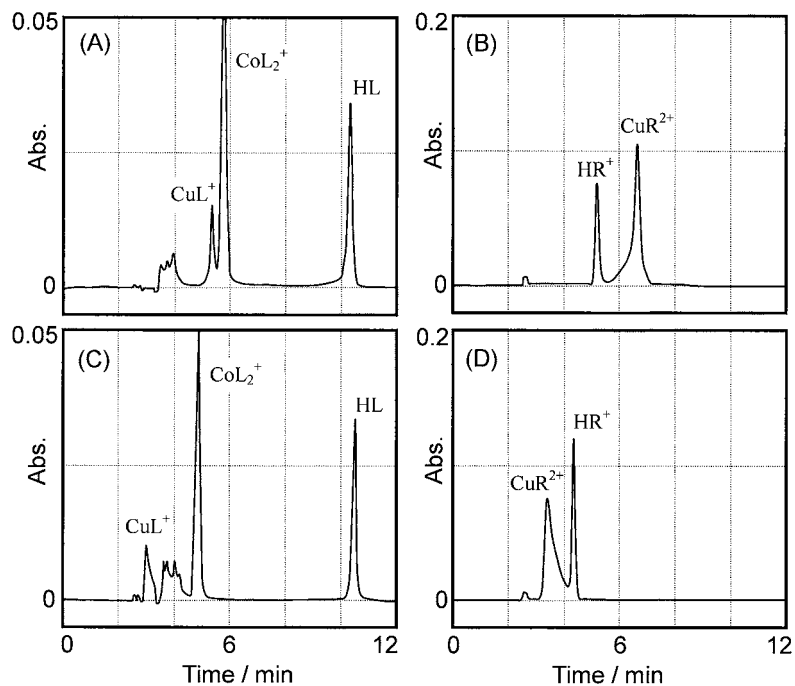 0.05
(A)
CoL₂⁺
HL
CuL⁺
Abs.
0
0.2
(B)
CuR²⁺
HR⁺
Abs.
0
0.05
(C)
CoL₂⁺
HL
CuL⁺
Abs.
0
0 6 12
Time / min
0.2
(D)
HR⁺
CuR²⁺
Abs.
0
0 6 12
Time / min